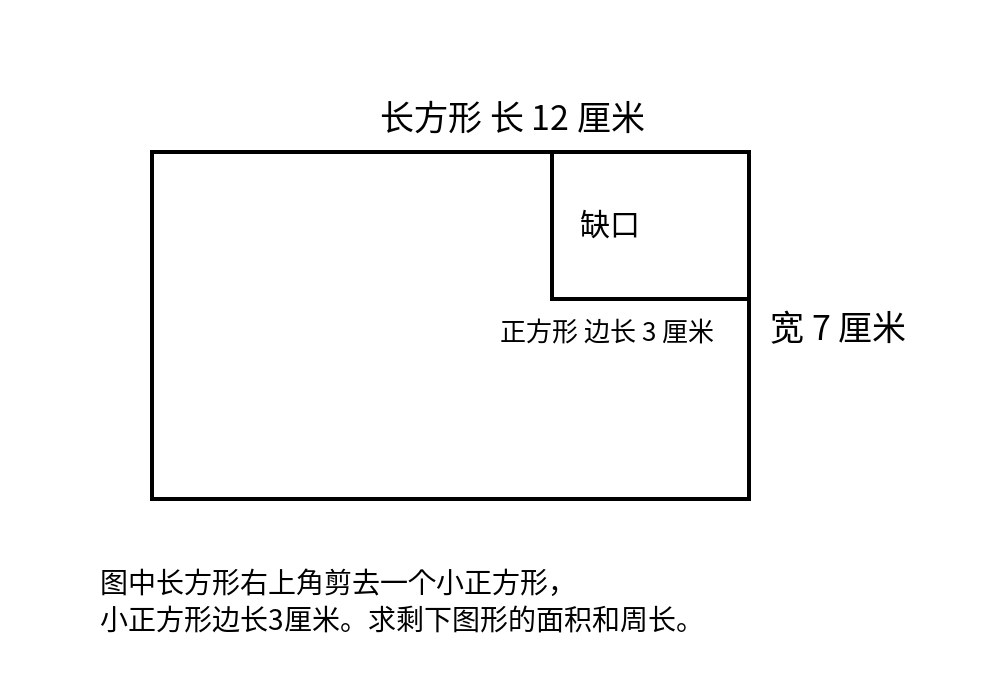 长方形 长 12 厘米
缺口
正方形 边长 3 厘米
宽 7 厘米
图中长方形右上角剪去一个小正方形，
小正方形边长3厘米。求剩下图形的面积和周长。